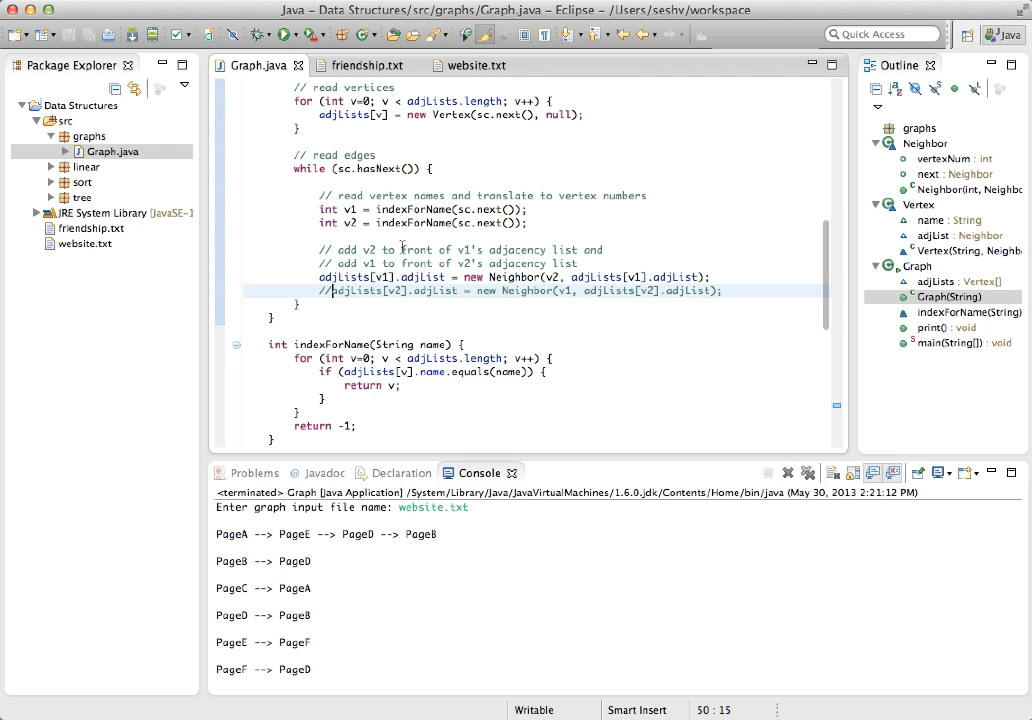 Java - Data Structures/src/graphs/Graph.java - Eclipse - /Users/seshv/workspace
Quick Access
Java
Package Explorer
Data Structures
src
graphs
Graph.java
linear
sort
tree
JRE System Library [JavaSE-1
friendship.txt
website.txt
Graph.java
friendship.txt
website.txt
// read vertices
for (int v=0; v < adjLists.length; v++) {
adjLists[v] = new Vertex(sc.next(), null);
}
// read edges
while (sc.hasNext()) {
// read vertex names and translate to vertex numbers
int v1 = indexForName(sc.next());
int v2 = indexForName(sc.next());
// add v2 to front of v1's adjacency list and
// add v1 to front of v2's adjacency list
adjLists[v1].adjList = new Neighbor(v2, adjLists[v1].adjList);
//adjLists[v2].adjList = new Neighbor(v1, adjLists[v2].adjList);
}
}
int indexForName(String name) {
for (int v=0; v < adjLists.length; v++) {
if (adjLists[v].name.equals(name)) {
return v;
}
}
return -1;
}
Outline
graphs
Neighbor
vertexNum : int
next : Neighbor
Neighbor(int, Neighbo
Vertex
name : String
adjList : Neighbor
Vertex(String, Neighb
Graph
adjLists : Vertex[]
Graph(String)
indexForName(String)
print() : void
main(String[]) : void
Problems
@ Javadoc
Declaration
Console
<terminated> Graph [Java Application] /System/Library/Java/JavaVirtualMachines/1.6.0.jdk/Contents/Home/bin/java (May 30, 2013 2:21:12 PM)
Enter graph input file name: website.txt
PageA --> PageE --> PageD --> PageB
PageB --> PageD
PageC --> PageA
PageD --> PageB
PageE --> PageF
PageF --> PageD
Writable
Smart Insert
50 : 15